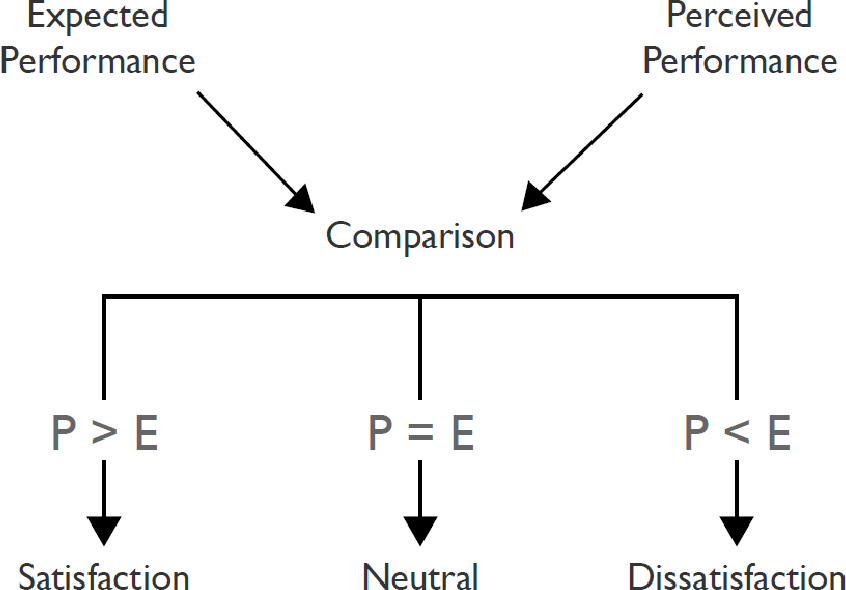 Expected
Performance
Perceived
Performance
Comparison
P > E
P = E
P < E
Satisfaction
Neutral
Dissatisfaction